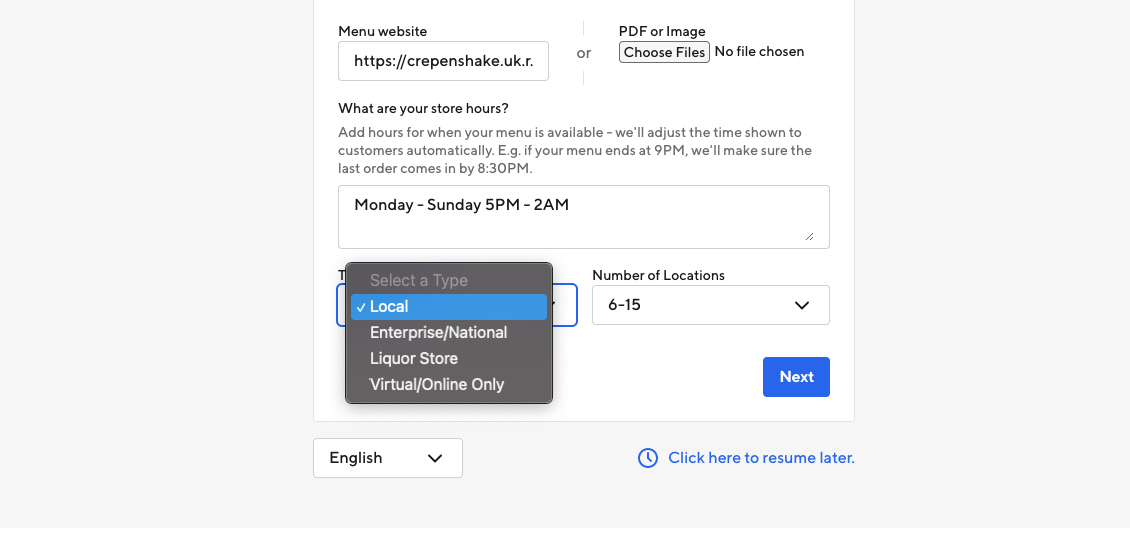 Menu website
PDF or Image
https://crepenshake.uk.r.
or
Choose Files No file chosen
What are your store hours?
Add hours for when your menu is available - we'll adjust the time shown to
customers automatically. E.g. if your menu ends at 9PM, we'll make sure the
last order comes in by 8:30PM.
Monday - Sunday 5PM - 2AM
Number of Locations
Select a Type
✓ Local
Enterprise/National
Liquor Store
Virtual/Online Only
6-15
Next
English
Click here to resume later.